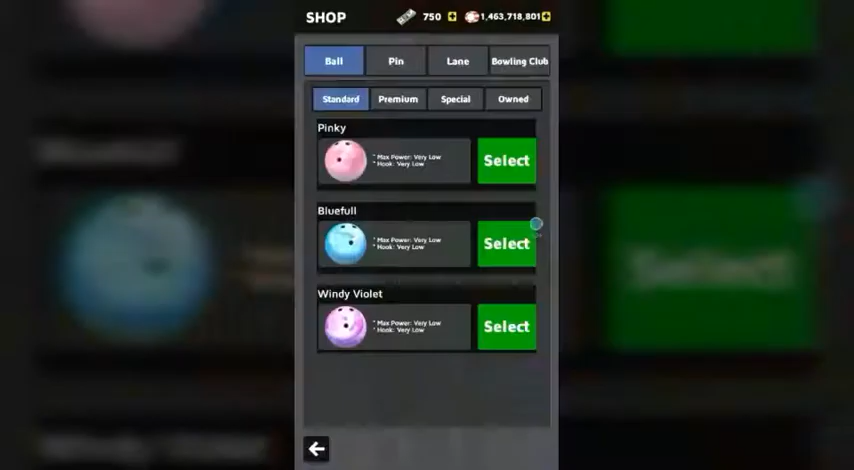 SHOP 750 1,463,718,801
Ball Pin Lane Bowling Club
Standard Premium Special Owned
Pinky
* Max Power: Very Low
* Hook: Very Low
Select
Bluefull
* Max Power: Very Low
* Hook: Very Low
Select
Windy Violet
* Max Power: Very Low
* Hook: Very Low
Select